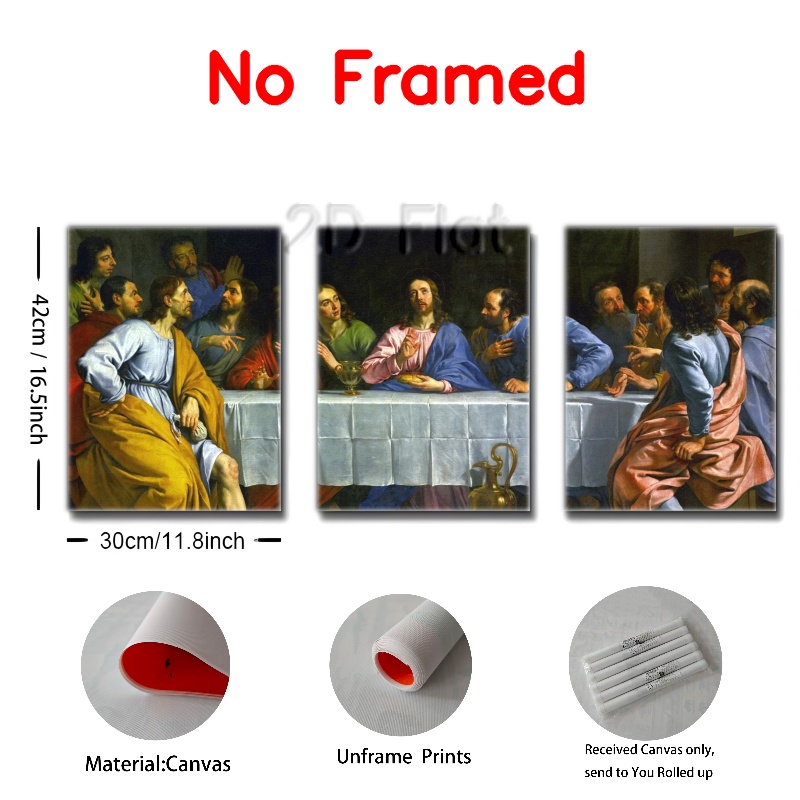 No Framed
2D Flat
42cm / 16.5inch
30cm/11.8inch
Material:Canvas
Unframe Prints
Received Canvas only,
send to You Rolled up